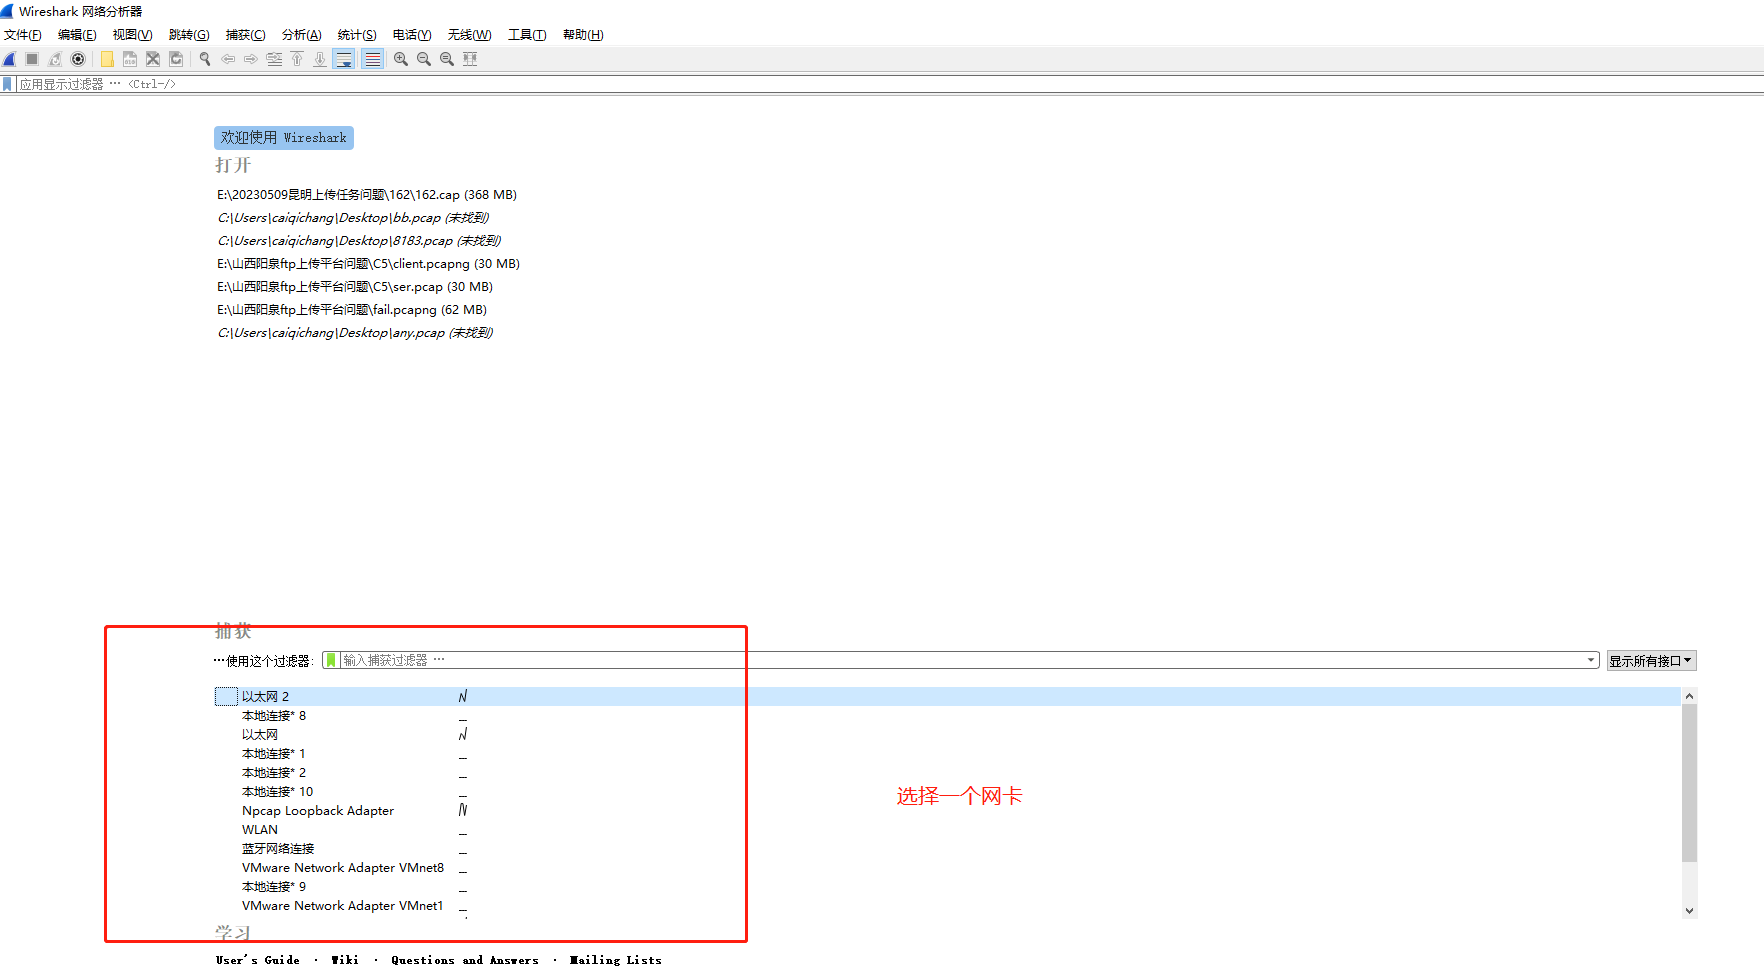 Wireshark 网络分析器
文件(F) 编辑(E) 视图(V) 跳转(G) 捕获(C) 分析(A) 统计(S) 电话(Y) 无线(W) 工具(T) 帮助(H)
应用显示过滤器 … <Ctrl-/>
欢迎使用 Wireshark
打开
E:\20230509昆明上传任务问题\162\162.cap (368 MB)
C:\Users\caiqichang\Desktop\bb.pcap (未找到)
C:\Users\caiqichang\Desktop\8183.pcap (未找到)
E:\山西阳泉ftp上传平台问题\C5\client.pcapng (30 MB)
E:\山西阳泉ftp上传平台问题\C5\ser.pcap (30 MB)
E:\山西阳泉ftp上传平台问题\fail.pcapng (62 MB)
C:\Users\caiqichang\Desktop\any.pcap (未找到)
捕获
…使用这个过滤器: 输入捕获过滤器 … 显示所有接口
以太网 2
本地连接* 8
以太网
本地连接* 1
本地连接* 2
本地连接* 10
Npcap Loopback Adapter
WLAN
蓝牙网络连接
VMware Network Adapter VMnet8
本地连接* 9
VMware Network Adapter VMnet1
选择一个网卡
学习
User's Guide · Wiki · Questions and Answers · Mailing Lists